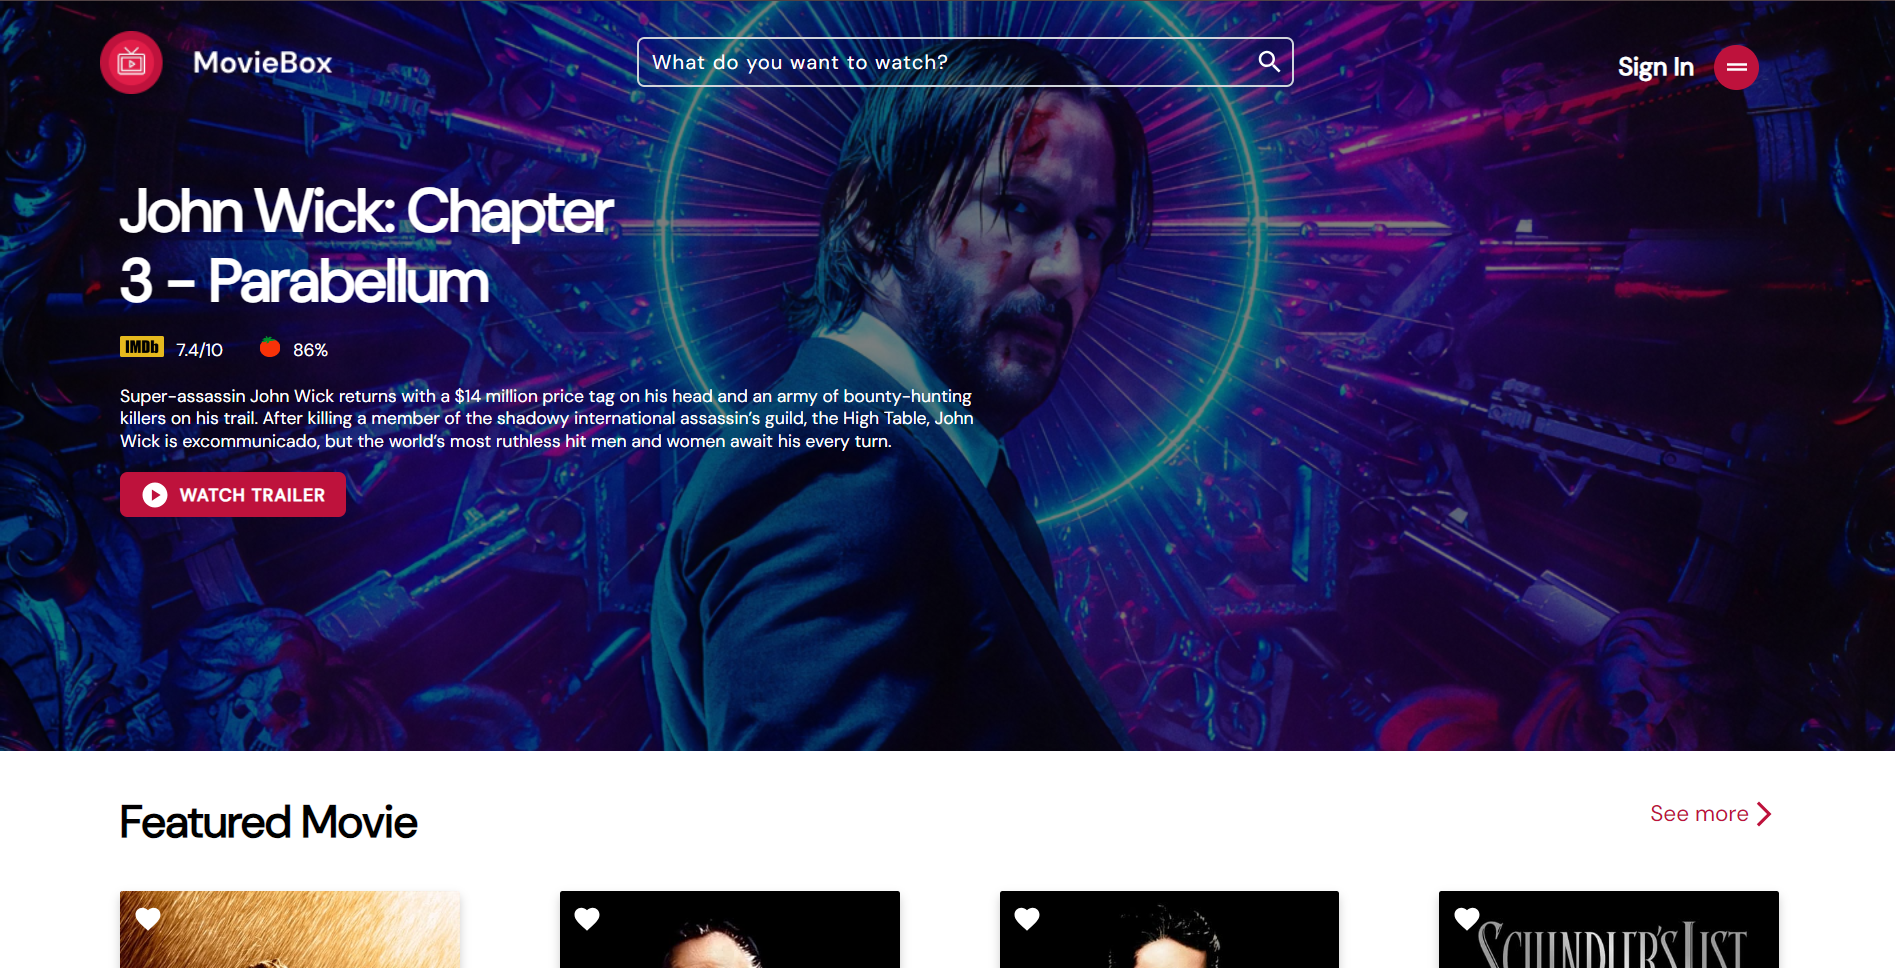 MovieBox
What do you want to watch?
Sign In
John Wick: Chapter
3 – Parabellum
IMDb 7.4/10 86%
Super-assassin John Wick returns with a $14 million price tag on his head and an army of bounty-hunting
killers on his trail. After killing a member of the shadowy international assassin’s guild, the High Table, John
Wick is excommunicado, but the world’s most ruthless hit men and women await his every turn.
WATCH TRAILER
Featured Movie
See more
SCHINDLER'S LIST